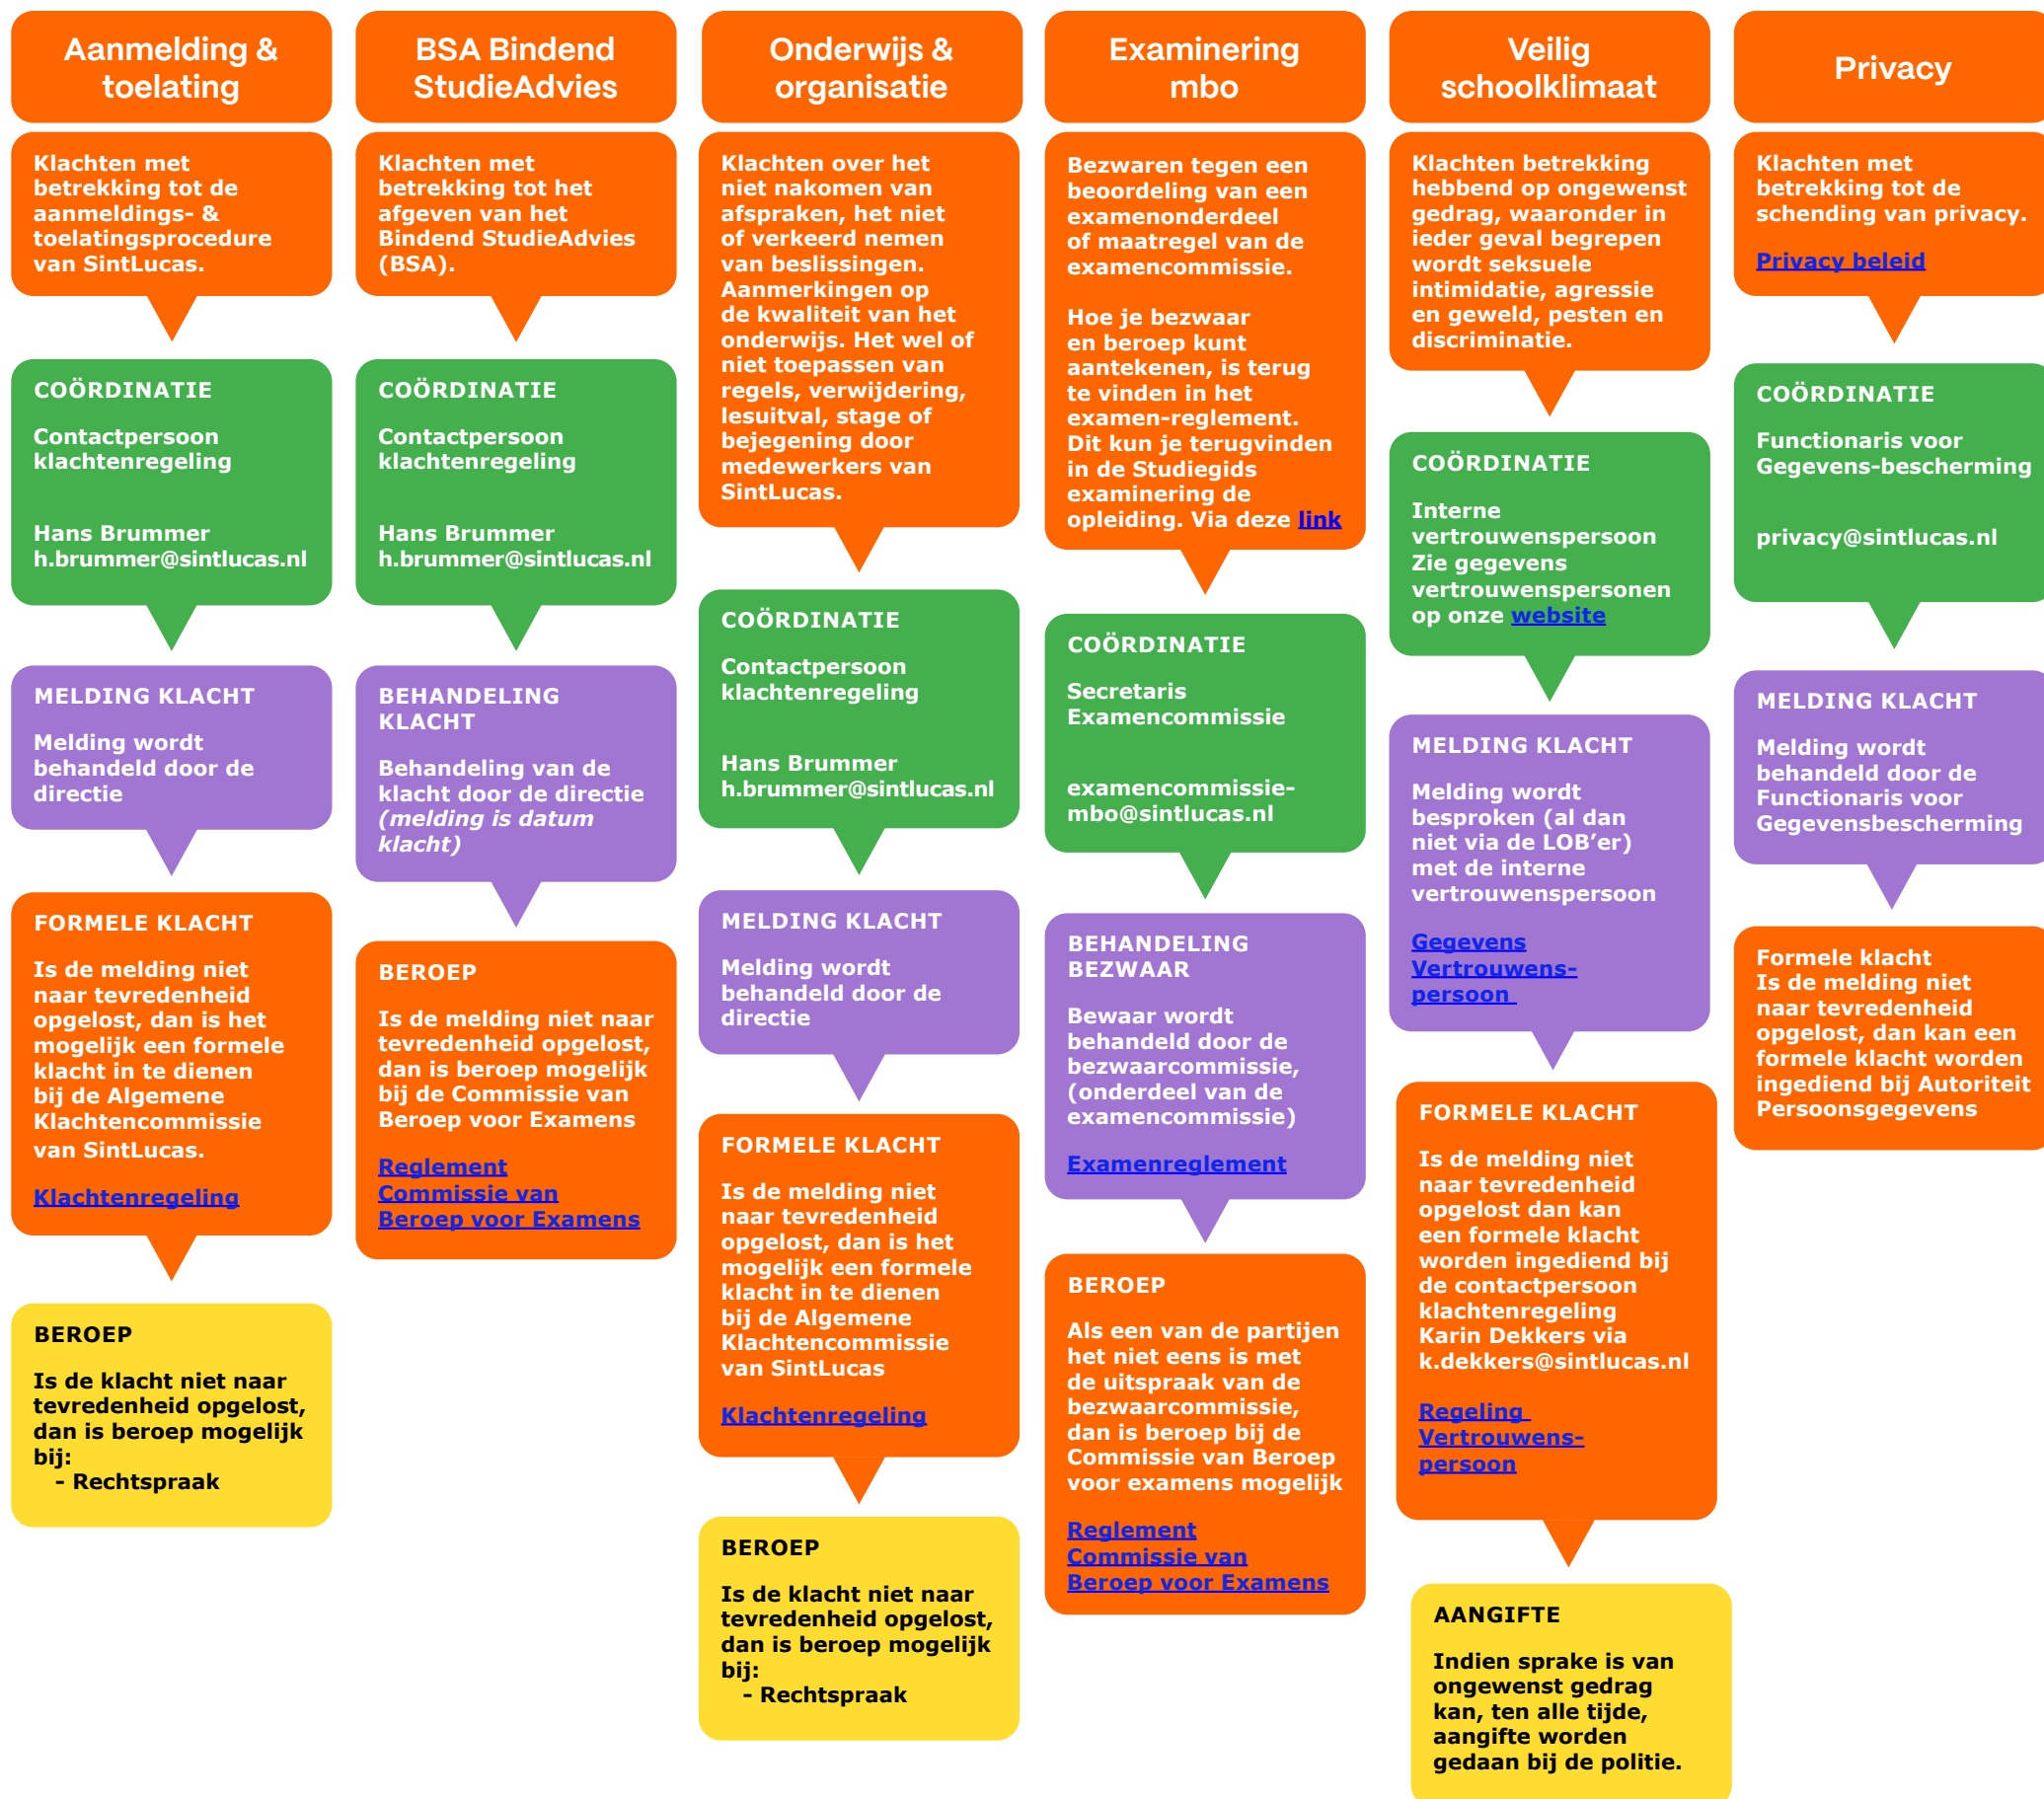 Aanmelding &
toelating
Klachten met
betrekking tot de
aanmeldings- &
toelatingsprocedure
van SintLucas.
COÖRDINATIE
Contactpersoon
klachtenregeling
Hans Brummer
h.brummer@sintlucas.nl
MELDING KLACHT
Melding wordt
behandeld door de
directie
FORMELE KLACHT
Is de melding niet
naar tevredenheid
opgelost, dan is het
mogelijk een formele
klacht in te dienen
bij de Algemene
Klachtencommissie
van SintLucas.
Klachtenregeling
BEROEP
Is de klacht niet naar
tevredenheid opgelost,
dan is beroep mogelijk
bij:
- Rechtspraak
BSA Bindend
StudieAdvies
Klachten met
betrekking tot het
afgeven van het
Bindend StudieAdvies
(BSA).
COÖRDINATIE
Contactpersoon
klachtenregeling
Hans Brummer
h.brummer@sintlucas.nl
BEHANDELING
KLACHT
Behandeling van de
klacht door de directie
(melding is datum
klacht)
BEROEP
Is de melding niet naar
tevredenheid opgelost,
dan is beroep mogelijk
bij de Commissie van
Beroep voor Examens
Reglement
Commissie van
Beroep voor Examens
Onderwijs &
organisatie
Klachten over het
niet nakomen van
afspraken, het niet
of verkeerd nemen
van beslissingen.
Aanmerkingen op
de kwaliteit van het
onderwijs. Het wel of
niet toepassen van
regels, verwijdering,
lesuitval, stage of
bejegening door
medewerkers van
SintLucas.
COÖRDINATIE
Contactpersoon
klachtenregeling
Hans Brummer
h.brummer@sintlucas.nl
MELDING KLACHT
Melding wordt
behandeld door de
directie
FORMELE KLACHT
Is de melding niet
naar tevredenheid
opgelost, dan is het
mogelijk een formele
klacht in te dienen
bij de Algemene
Klachtencommissie
van SintLucas
Klachtenregeling
BEROEP
Is de klacht niet naar
tevredenheid opgelost,
dan is beroep mogelijk
bij:
- Rechtspraak
Examinering
mbo
Bezwaren tegen een
beoordeling van een
examenonderdeel
of maatregel van de
examencommissie.
Hoe je bezwaar
en beroep kunt
aantekenen, is terug
te vinden in het
examen-reglement.
Dit kun je terugvinden
in de Studiegids
examinering de
opleiding. Via deze link
COÖRDINATIE
Secretaris
Examencommissie
examencommissie-
mbo@sintlucas.nl
BEHANDELING
BEZWAAR
Bewaar wordt
behandeld door de
bezwaarcommissie,
(onderdeel van de
examencommissie)
Examenreglement
BEROEP
Als een van de partijen
het niet eens is met
de uitspraak van de
bezwaarcommissie,
dan is beroep bij de
Commissie van Beroep
voor examens mogelijk
Reglement
Commissie van
Beroep voor Examens
Veilig
schoolklimaat
Klachten betrekking
hebbend op ongewenst
gedrag, waaronder in
ieder geval begrepen
wordt seksuele
intimidatie, agressie
en geweld, pesten en
discriminatie.
COÖRDINATIE
Interne
vertrouwenspersoon
Zie gegevens
vertrouwenspersonen
op onze website
MELDING KLACHT
Melding wordt
besproken (al dan
niet via de LOB'er)
met de interne
vertrouwenspersoon
Gegevens
Vertrouwens-
persoon
FORMELE KLACHT
Is de melding niet
naar tevredenheid
opgelost dan kan
een formele klacht
worden ingediend bij
de contactpersoon
klachtenregeling
Karin Dekkers via
k.dekkers@sintlucas.nl
Regeling
Vertrouwens-
persoon
AANGIFTE
Indien sprake is van
ongewenst gedrag
kan, ten alle tijde,
aangifte worden
gedaan bij de politie.
Privacy
Klachten met
betrekking tot de
schending van privacy.
Privacy beleid
COÖRDINATIE
Functionaris voor
Gegevens-bescherming
privacy@sintlucas.nl
MELDING KLACHT
Melding wordt
behandeld door de
Functionaris voor
Gegevensbescherming
Formele klacht
Is de melding niet
naar tevredenheid
opgelost, dan kan een
formele klacht worden
ingediend bij Autoriteit
Persoonsgegevens